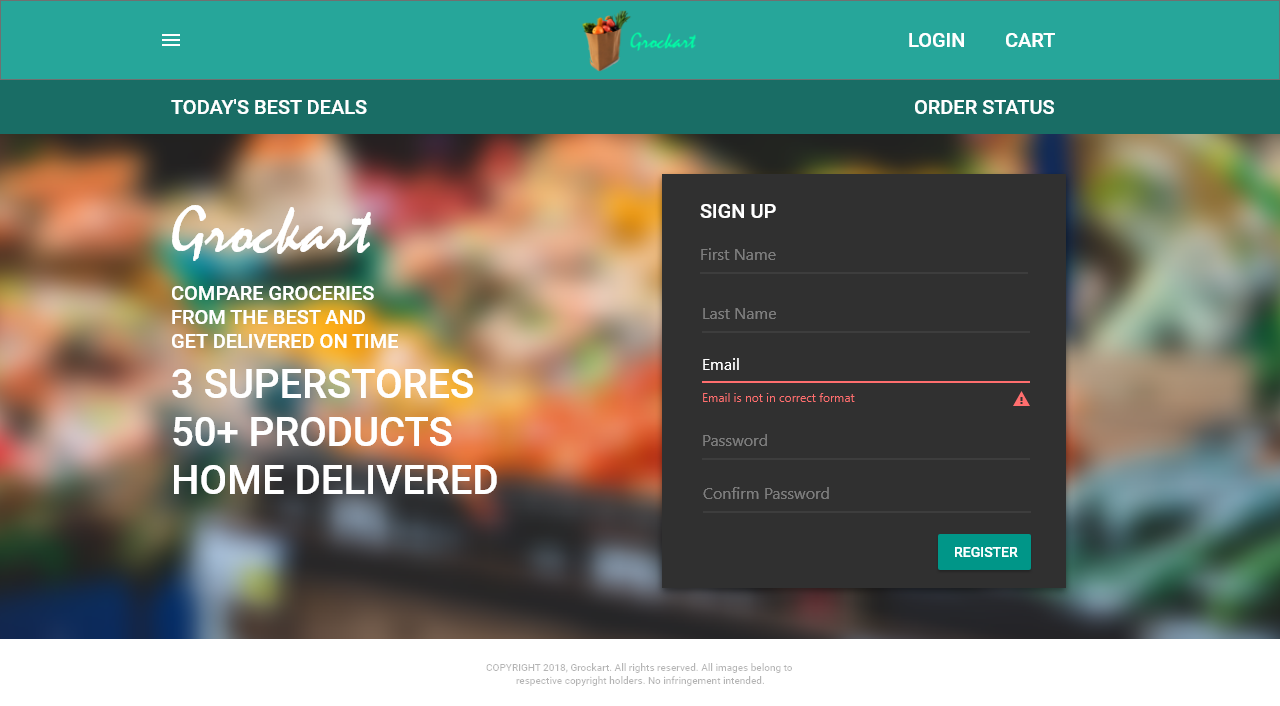 Grockart
LOGIN
CART
TODAY'S BEST DEALS
ORDER STATUS
Grockart
COMPARE GROCERIES
FROM THE BEST AND
GET DELIVERED ON TIME
3 SUPERSTORES
50+ PRODUCTS
HOME DELIVERED
SIGN UP
First Name
Last Name
Email
Email is not in correct format
Password
Confirm Password
REGISTER
COPYRIGHT 2018, Grockart. All rights reserved. All images belong to
respective copyright holders. No infringement intended.